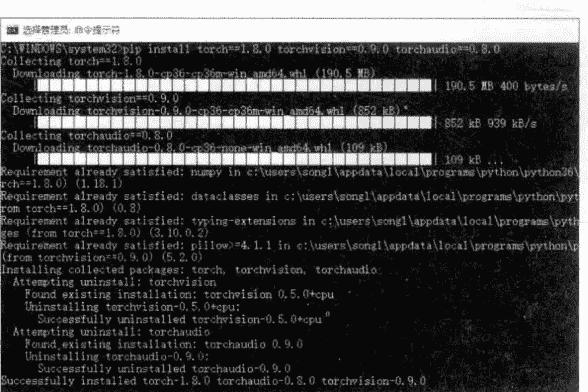 选择管理员: 命令提示符
C:\WINDOWS\system32>pip install torch==1.8.0 torchvision==0.9.0 torchaudio==0.8.0
Collecting torch==1.8.0
Downloading torch-1.8.0-cp36-cp36m-win_amd64.whl (190.5 MB)
| 190.5 MB 400 bytes/s
Collecting torchvision==0.9.0
Downloading torchvision-0.9.0-cp36-cp36m-win_amd64.whl (852 kB)
| 852 kB 939 kB/s
Collecting torchaudio==0.8.0
Downloading torchaudio-0.8.0-cp36-none-win_amd64.whl (109 kB)
| 109 kB ...
Requirement already satisfied: numpy in c:\users\songl\appdata\local\programs\python\python36\
rch==1.8.0) (1.18.1)
Requirement already satisfied: dataclasses in c:\users\songl\appdata\local\programs\python\pyt
rom torch==1.8.0) (0.8)
Requirement already satisfied: typing-extensions in c:\users\songl\appdata\local\programs\pyth
ges (from torch==1.8.0) (3.10.0.2)
Requirement already satisfied: pillow>=4.1.1 in c:\users\songl\appdata\local\programs\python\p
(from torchvision==0.9.0) (5.2.0)
Installing collected packages: torch, torchvision, torchaudio
Attempting uninstall: torchvision
Found existing installation: torchvision 0.5.0+cpu
Uninstalling torchvision-0.5.0+cpu:
Successfully uninstalled torchvision-0.5.0+cpu
Attempting uninstall: torchaudio
Found existing installation: torchaudio 0.9.0
Uninstalling torchaudio-0.9.0:
Successfully uninstalled torchaudio-0.9.0
Successfully installed torch-1.8.0 torchaudio-0.8.0 torchvision-0.9.0